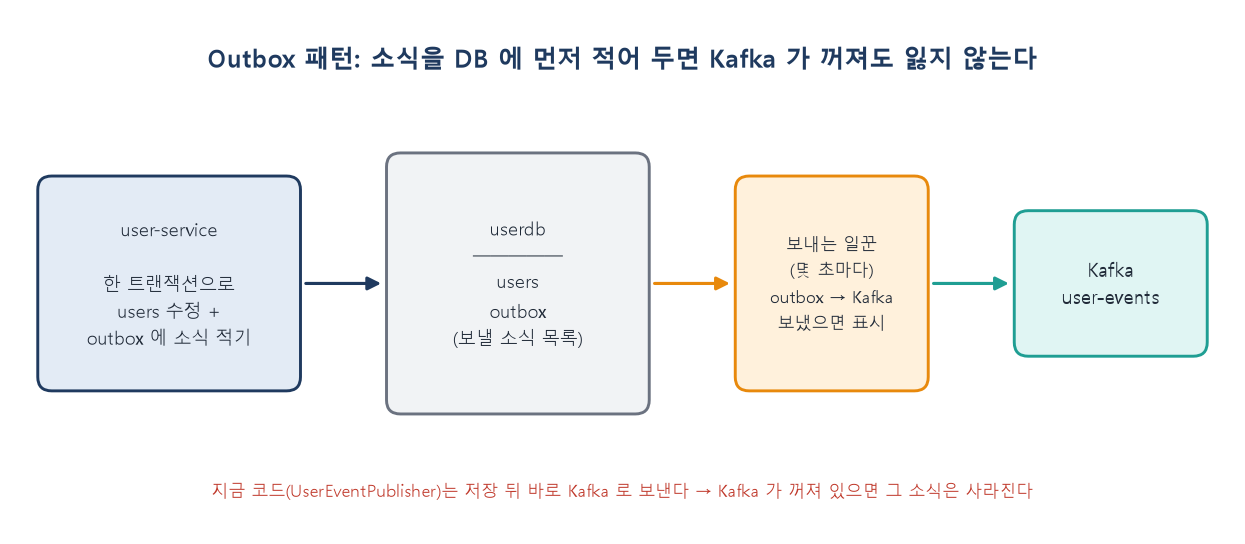 Outbox 패턴: 소식을 DB 에 먼저 적어 두면 Kafka 가 꺼져도 잃지 않는다
user-service
한 트랜잭션으로
users 수정 +
outbox 에 소식 적기
userdb
users
outbox
(보낼 소식 목록)
보내는 일꾼
(몇 초마다)
outbox → Kafka
보냈으면 표시
Kafka
user-events
지금 코드(UserEventPublisher)는 저장 뒤 바로 Kafka 로 보낸다 → Kafka 가 꺼져 있으면 그 소식은 사라진다